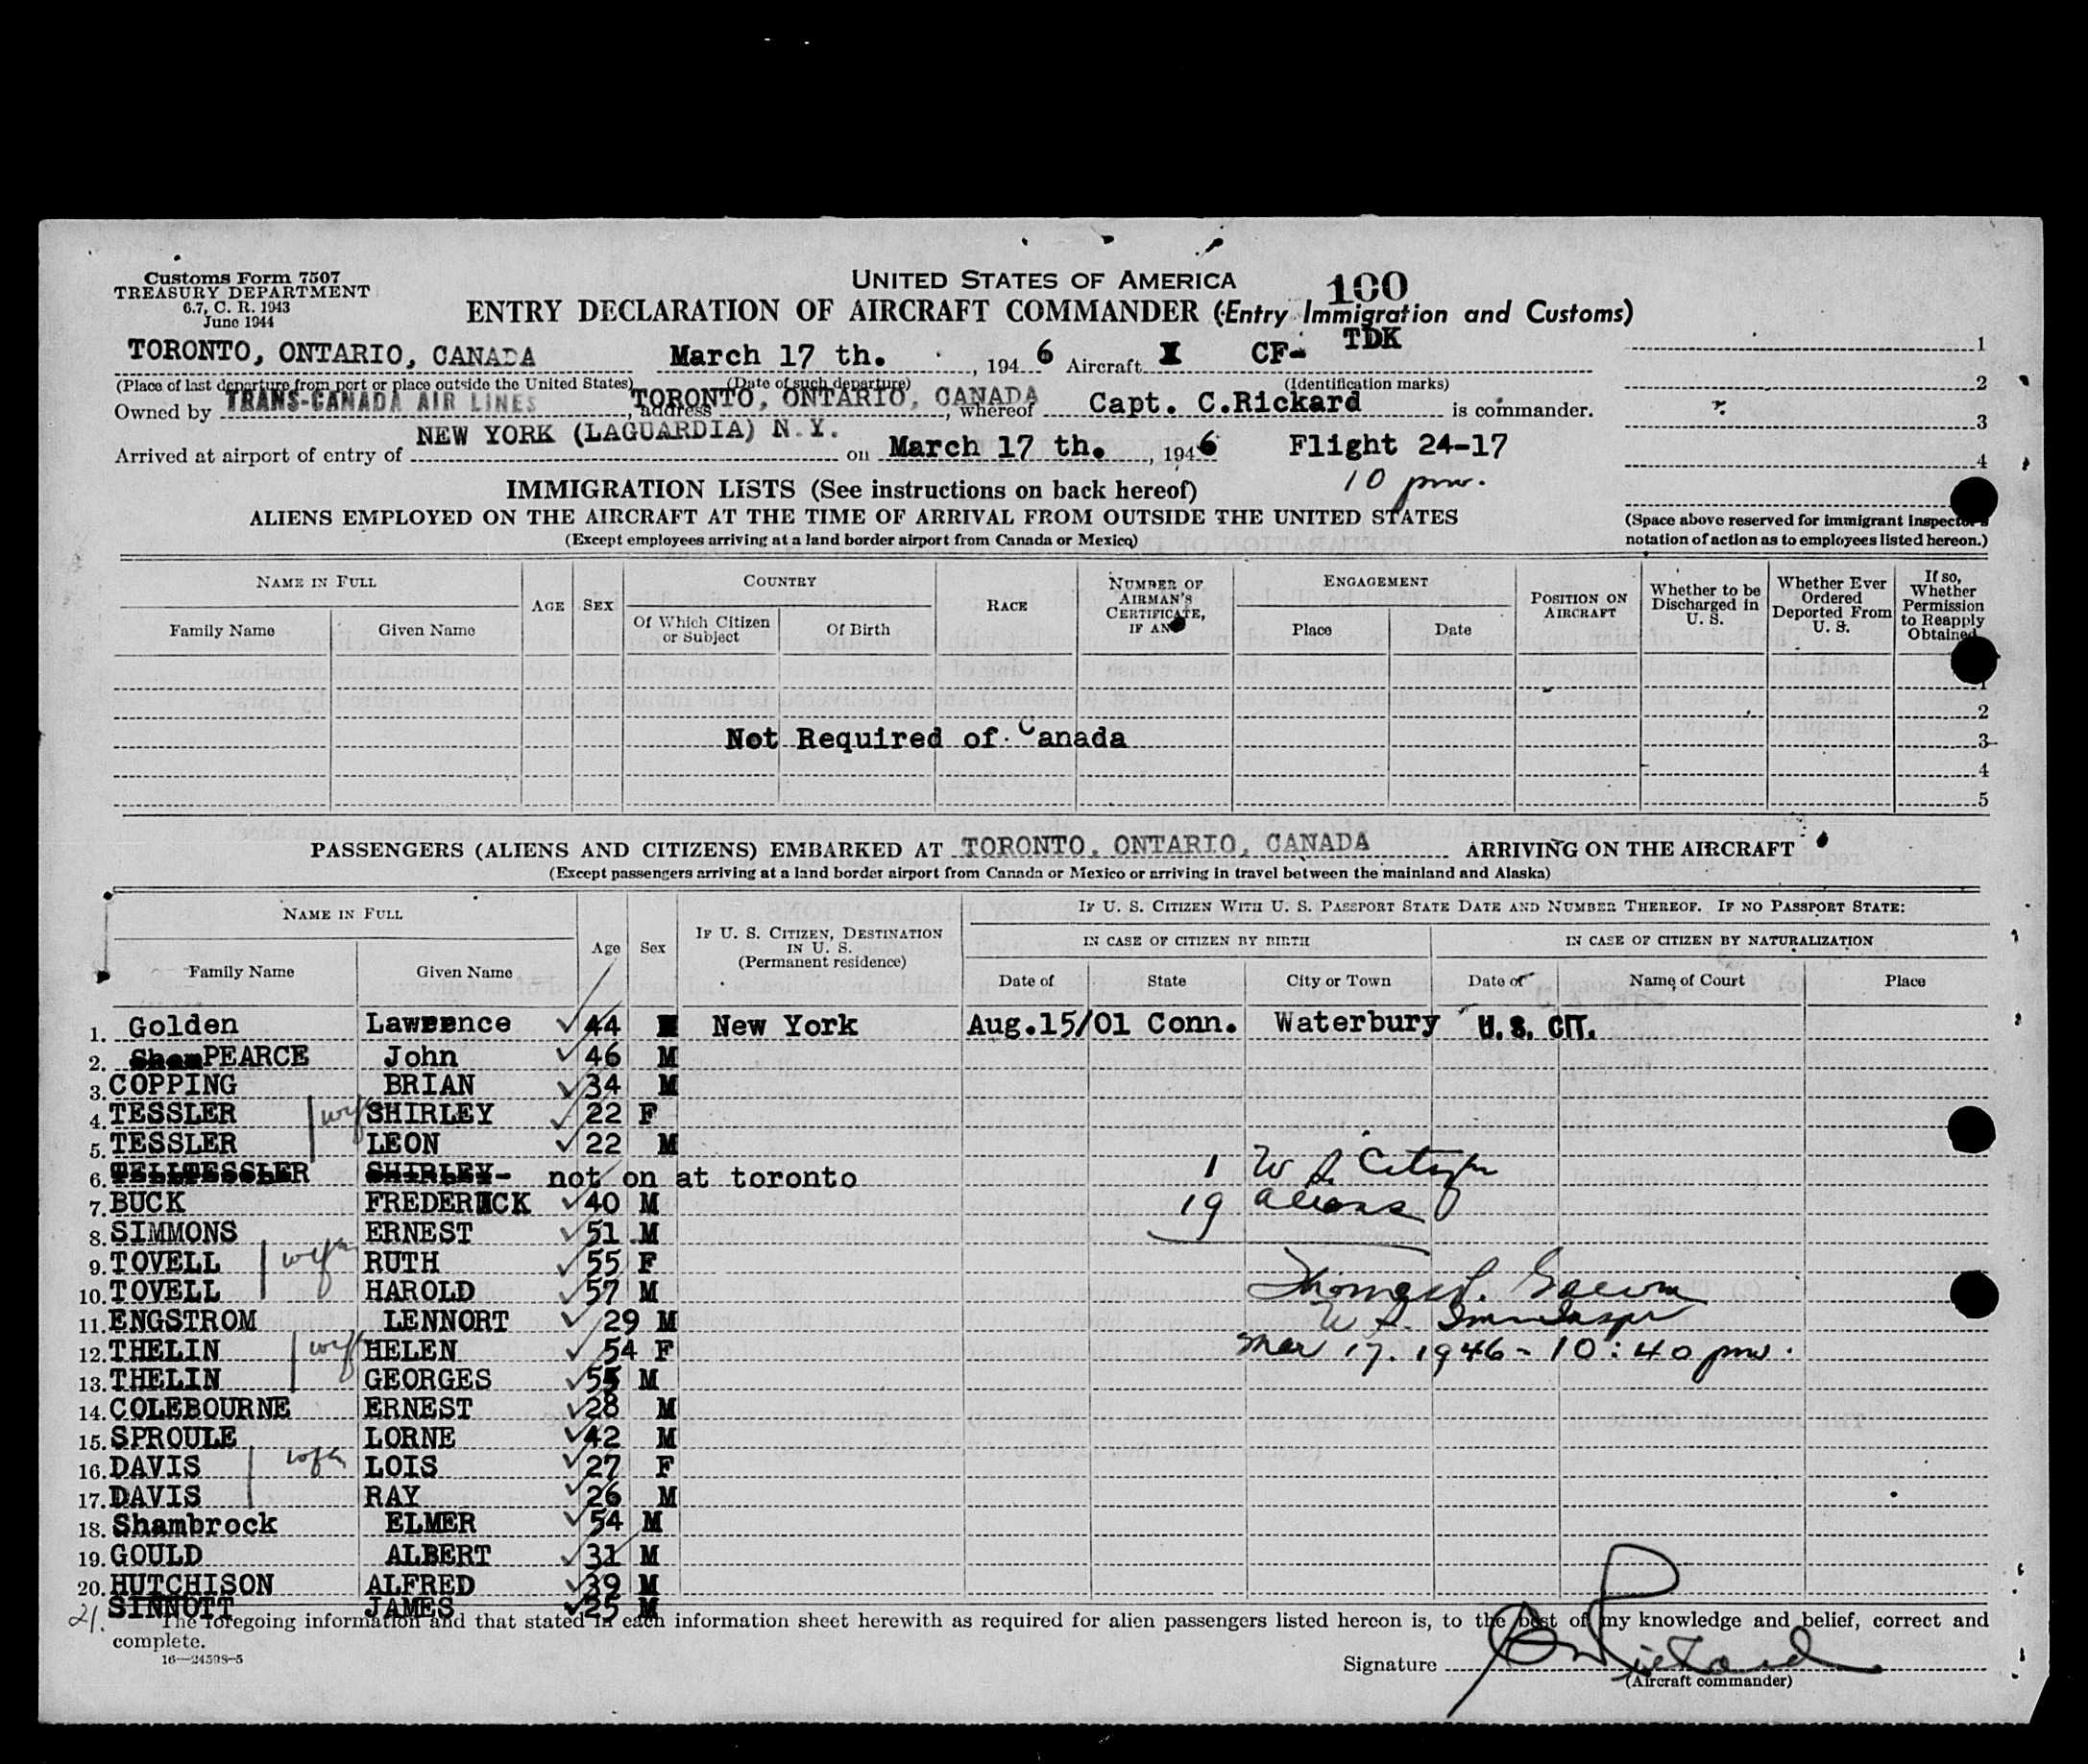 Customs Form 7507
TREASURY DEPARTMENT
6.7, C. R. 1943
June 1944
UNITED STATES OF AMERICA
100
ENTRY DECLARATION OF AIRCRAFT COMMANDER (Entry Immigration and Customs)
TORONTO, ONTARIO, CANADA March 17 th. , 1946 Aircraft CF- TDK
(Place of last departure from port or place outside the United States) (Date of such departure) (Identification marks)
Owned by TRANS-CANADA AIR LINES , address TORONTO, ONTARIO, CANADA , whereof Capt. C.Rickard is commander.
Arrived at airport of entry of NEW YORK (LAGUARDIA) N.Y. on March 17 th. , 1946 Flight 24-17
10 pm.
1
2
3
4
(Space above reserved for immigrant inspector's
notation of action as to employees listed hereon.)
IMMIGRATION LISTS (See instructions on back hereof)
ALIENS EMPLOYED ON THE AIRCRAFT AT THE TIME OF ARRIVAL FROM OUTSIDE THE UNITED STATES
(Except employees arriving at a land border airport from Canada or Mexico)
NAME IN FULL
Family Name Given Name
AGE SEX
COUNTRY
Of Which Citizen or Subject Of Birth
RACE
NUMBER OF AIRMAN'S CERTIFICATE, IF ANY
ENGAGEMENT
Place Date
POSITION ON AIRCRAFT
Whether to be Discharged in U. S.
Whether Ever Ordered Deported From U. S.
If so, Whether Permission to Reapply Obtained
1
2
Not Required of Canada 3
4
5
PASSENGERS (ALIENS AND CITIZENS) EMBARKED AT TORONTO, ONTARIO, CANADA ARRIVING ON THE AIRCRAFT
(Except passengers arriving at a land border airport from Canada or Mexico or arriving in travel between the mainland and Alaska)
NAME IN FULL
Family Name Given Name
Age Sex
IF U. S. CITIZEN, DESTINATION IN U. S. (Permanent residence)
IF U. S. CITIZEN WITH U. S. PASSPORT STATE DATE AND NUMBER THEREOF. IF NO PASSPORT STATE:
IN CASE OF CITIZEN BY BIRTH IN CASE OF CITIZEN BY NATURALIZATION
Date of State City or Town Date of Name of Court Place
1. Golden Lawrence 44 New York Aug.15/01 Conn. Waterbury U.S. CIT.
2. PEARCE John 46 M
3. COPPING BRIAN 34 M
4. TESSLER wife SHIRLEY 22 F
5. TESSLER LEON 22 M
6. TESSLER SHIRLEY- not on at toronto 1 U S Citizen
7. BUCK FREDERICK 40 M 19 aliens
8. SIMMONS ERNEST 51 M
9. TOVELL wife RUTH 55 F
10. TOVELL HAROLD 57 M
11. ENGSTROM LENNORT 29 M U S. Imm Inspr
12. THELIN wife HELEN 54 F Mar 17. 1946 - 10:40 pm.
13. THELIN GEORGES 55 M
14. COLEBOURNE ERNEST 28 M
15. SPROULE LORNE 42 M
16. DAVIS wife LOIS 27 F
17. DAVIS RAY 26 M
18. Shambrock ELMER 54 M
19. GOULD ALBERT 31 M
20. HUTCHISON ALFRED 39 M
21. SINNOTT JAMES 25 M
The foregoing information and that stated in each information sheet herewith as required for alien passengers listed hereon is, to the best of my knowledge and belief, correct and
complete.
16—24598-5
Signature
(Aircraft commander)